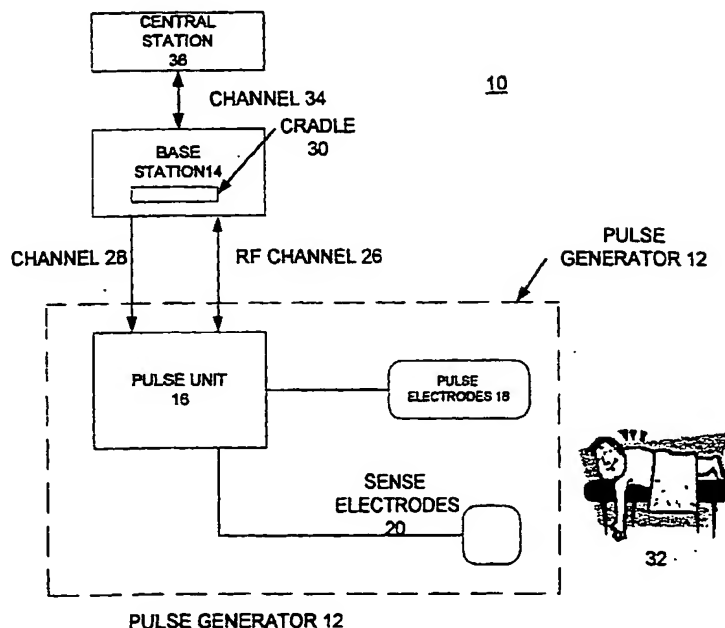 CENTRAL
STATION
36
10
CHANNEL 34
CRADLE
30
BASE
STATION14
CHANNEL 28
RF CHANNEL 26
PULSE
GENERATOR 12
PULSE UNIT
16
PULSE
ELECTRODES 18
SENSE
ELECTRODES
20
32
PULSE GENERATOR 12